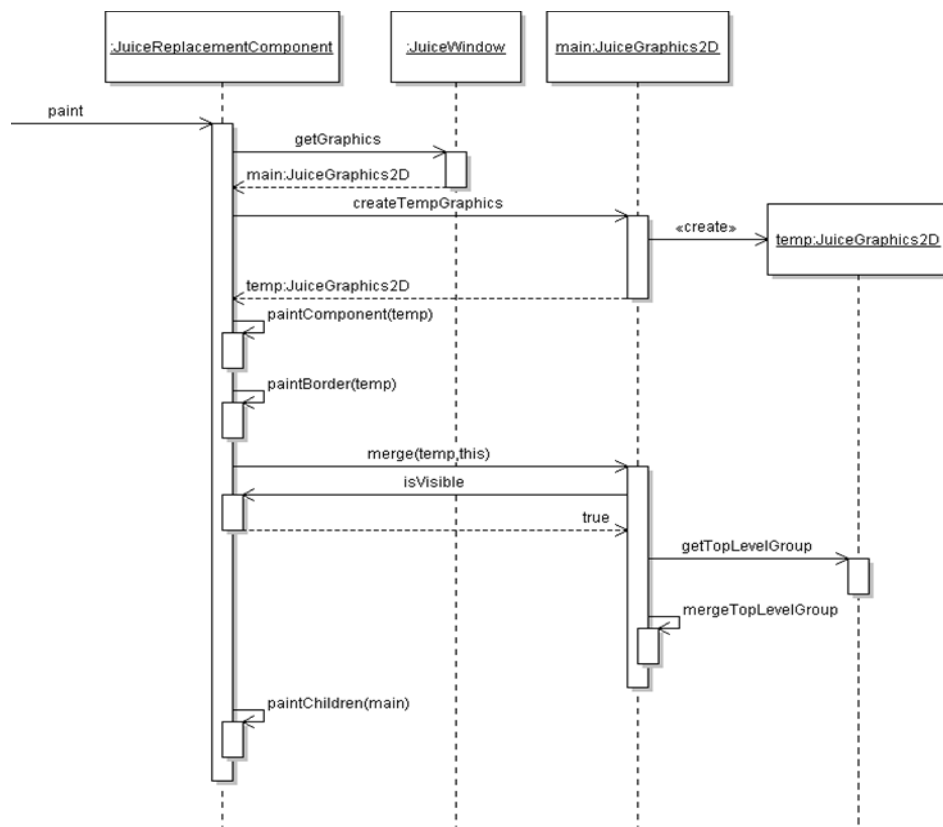 :JuiceReplacementComponent
:JuiceWindow
main:JuiceGraphics2D
paint
getGraphics
main:JuiceGraphics2D
createTempGraphics
«create»
temp:JuiceGraphics2D
temp:JuiceGraphics2D
paintComponent(temp)
paintBorder(temp)
merge(temp,this)
isVisible
true
getTopLevelGroup
mergeTopLevelGroup
paintChildren(main)